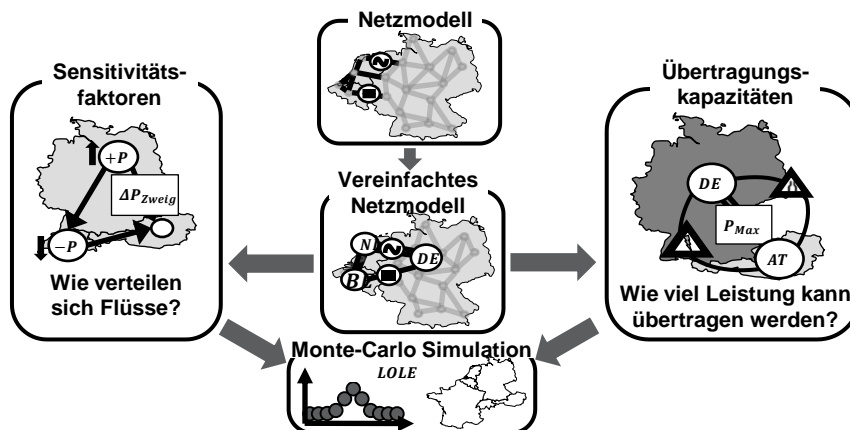 Netzmodell
Sensitivitäts-
faktoren
+P
ΔP_Zweig
−P
Wie verteilen
sich Flüsse?
Vereinfachtes
Netzmodell
DE
B
Übertragungs-
kapazitäten
DE
P_Max
AT
Wie viel Leistung kann
übertragen werden?
Monte-Carlo Simulation
LOLE